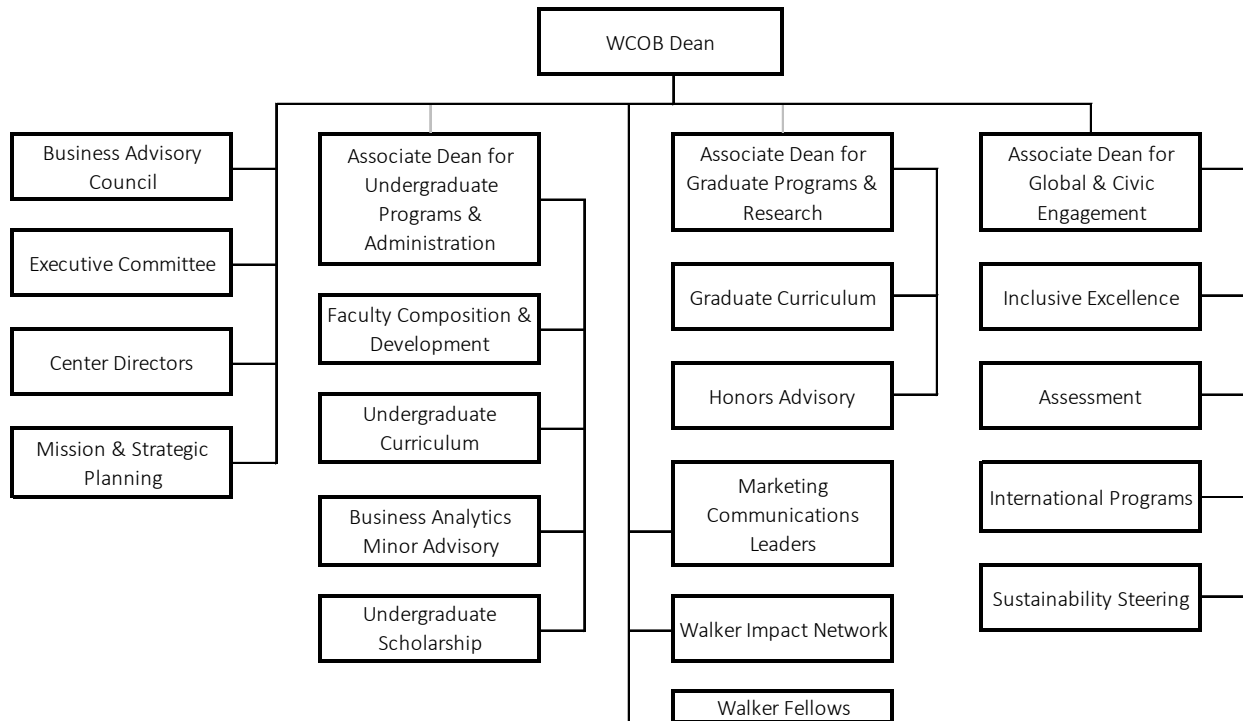 WCOB Dean
Business Advisory
Council
Executive Committee
Center Directors
Mission & Strategic
Planning
Associate Dean for
Undergraduate
Programs &
Administration
Faculty Composition &
Development
Undergraduate
Curriculum
Business Analytics
Minor Advisory
Undergraduate
Scholarship
Associate Dean for
Graduate Programs &
Research
Graduate Curriculum
Honors Advisory
Marketing
Communications
Leaders
Walker Impact Network
Walker Fellows
Associate Dean for
Global & Civic
Engagement
Inclusive Excellence
Assessment
International Programs
Sustainability Steering